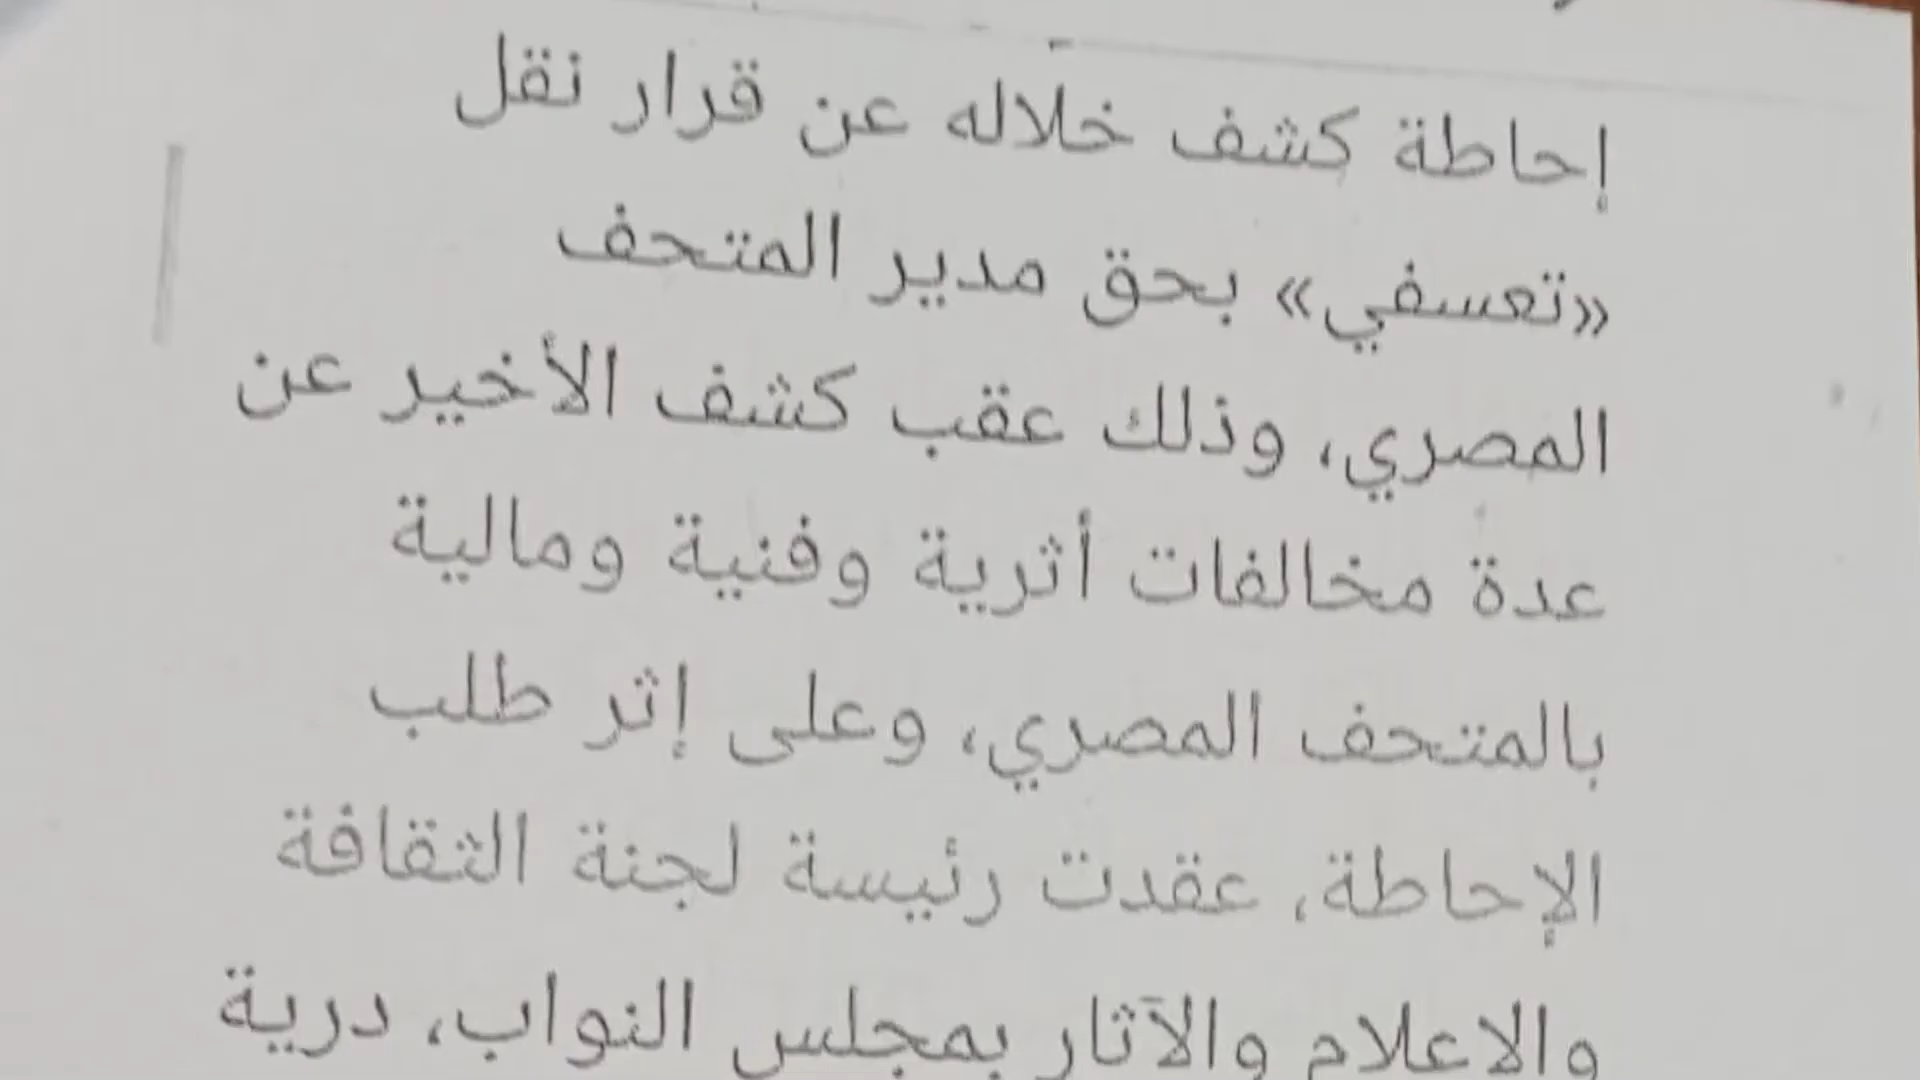 إحاطة كشف خلاله عن قرار نقل
«تعسفي» بحق مدير المتحف
المصري، وذلك عقب كشف الأخير عن
عدة مخالفات أثرية وفنية ومالية
بالمتحف المصري، وعلى إثر طلب
الإحاطة، عقدت رئيسة لجنة الثقافة
والاعلام والآثار بمجلس النواب، درية